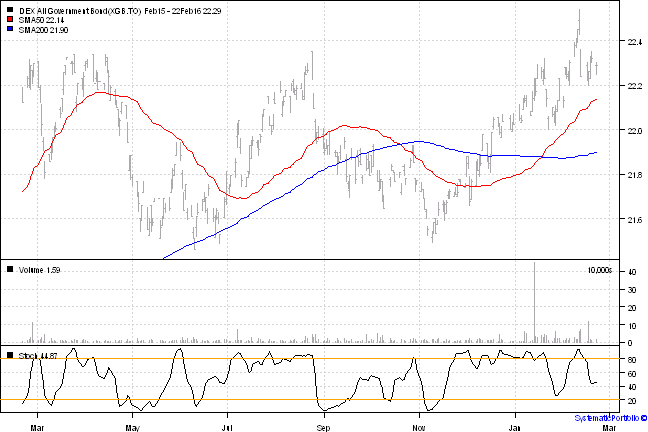 DEX All Government Bond(XGB.TO) Feb15 - 22Feb16 22.29
SMA50 22.14
SMA200 21.90
22.4
22.2
22.0
21.8
21.6
Volume 1.59
10,000s
40
30
20
10
0
Stoch 44.87
80
60
40
20
Mar
May
Jul
Sep
Nov
Jan
Mar
SystematicPortfolio ©